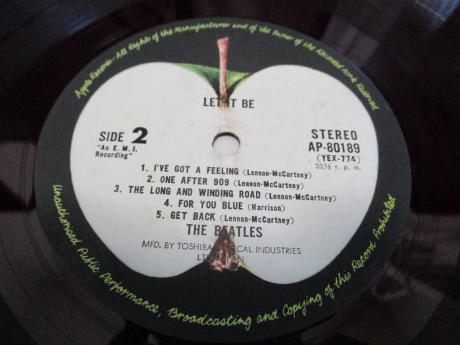 Apple Records · All Rights of the Manufacturer and of the Owner of the Recorded Work Reserved
LET IT BE
SIDE 2
"An E. M. I.
Recording"
STEREO
AP-80189
(YEX-774)
33⅓ r. p. m.
1. I'VE GOT A FEELING (Lennon-McCartney)
2. ONE AFTER 909 (Lennon-McCartney)
3. THE LONG AND WINDING ROAD (Lennon-McCartney)
4. FOR YOU BLUE (Harrison)
5. GET BACK (Lennon-McCartney)
THE BEATLES
MFD. BY TOSHIBA ICAL INDUSTRIES
LT
Unauthorized Public Performance, Broadcasting and Copying of this Record Prohibited